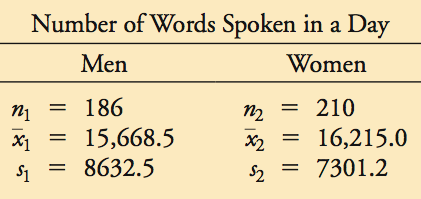 Number of Words Spoken in a Day
Men Women
n₁ = 186 n₂ = 210
x̄₁ = 15,668.5 x̄₂ = 16,215.0
s₁ = 8632.5 s₂ = 7301.2